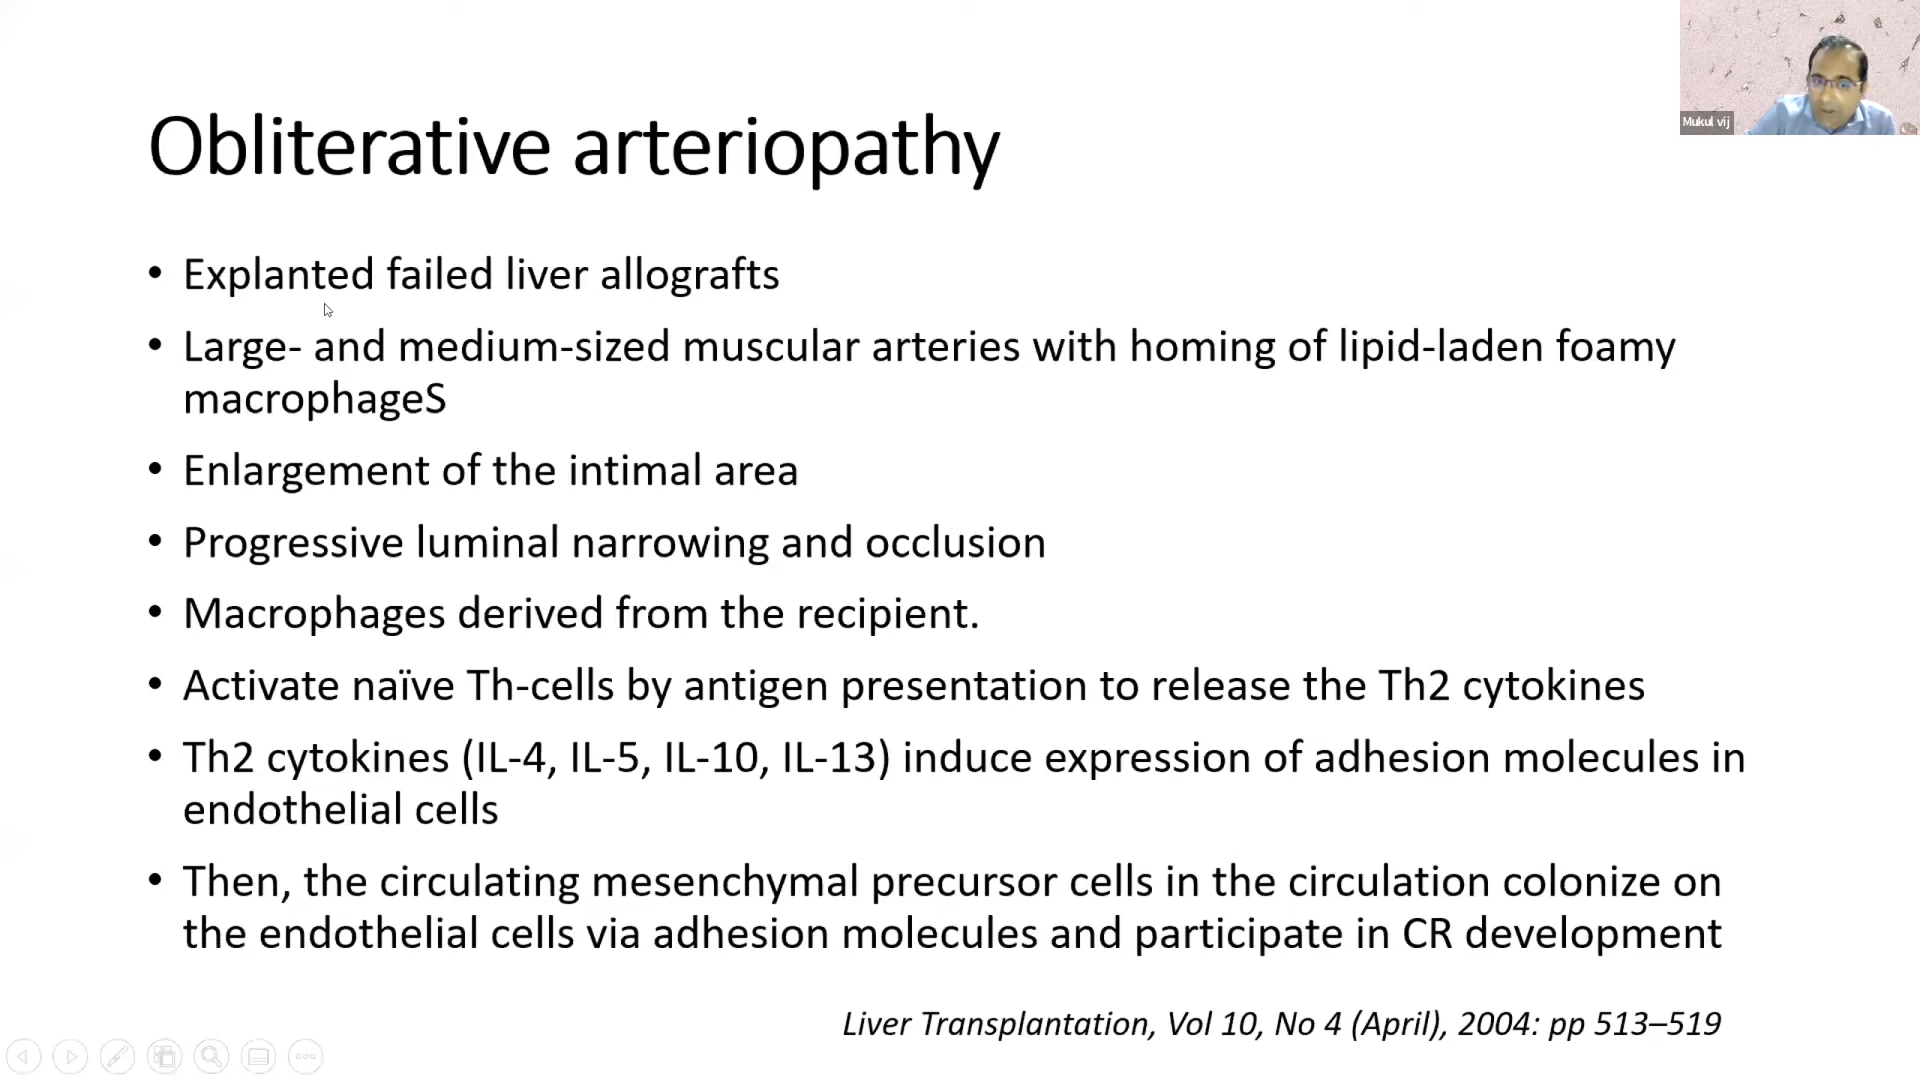 Mukul vij
Obliterative arteriopathy
• Explanted failed liver allografts
• Large- and medium-sized muscular arteries with homing of lipid-laden foamy
macrophageS
• Enlargement of the intimal area
• Progressive luminal narrowing and occlusion
• Macrophages derived from the recipient.
• Activate naïve Th-cells by antigen presentation to release the Th2 cytokines
• Th2 cytokines (IL-4, IL-5, IL-10, IL-13) induce expression of adhesion molecules in
endothelial cells
• Then, the circulating mesenchymal precursor cells in the circulation colonize on
the endothelial cells via adhesion molecules and participate in CR development
Liver Transplantation, Vol 10, No 4 (April), 2004: pp 513–519